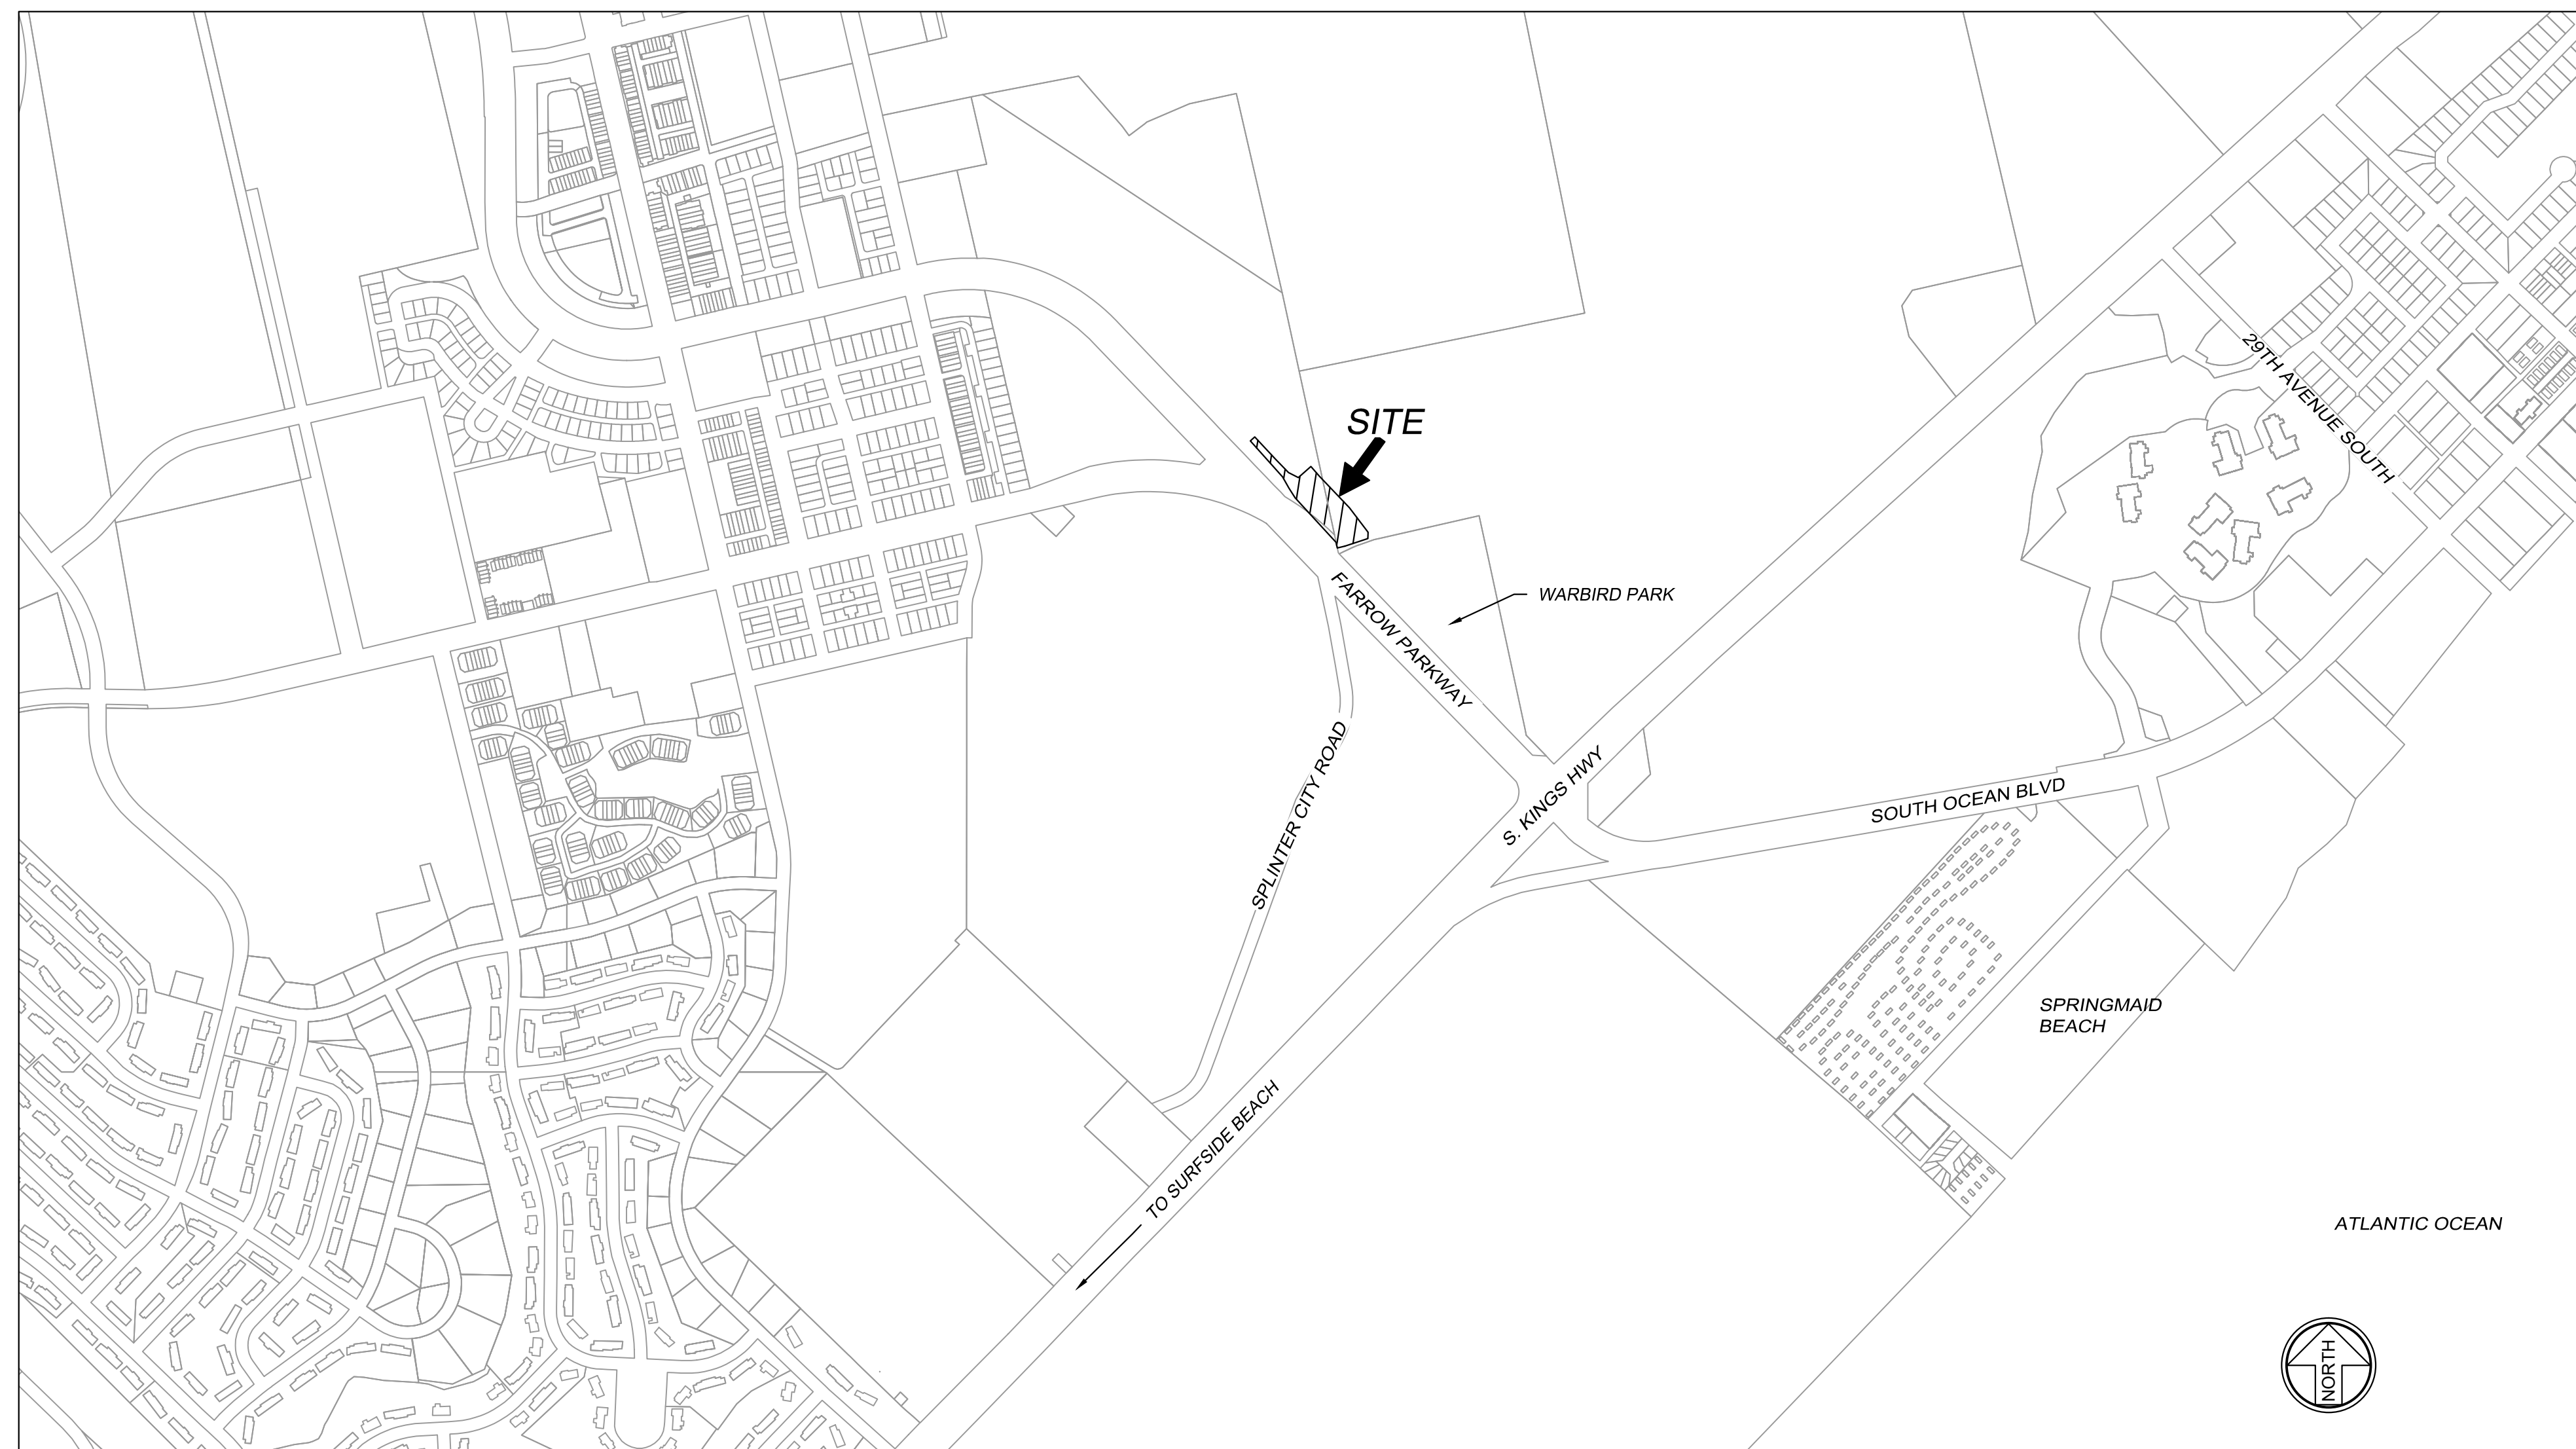 29TH AVENUE SOUTH
SITE
WARBIRD PARK
FARROW PARKWAY
SPLINTER CITY ROAD
S. KINGS HWY
SOUTH OCEAN BLVD
SPRINGMAID
BEACH
TO SURFSIDE BEACH
ATLANTIC OCEAN
NORTH